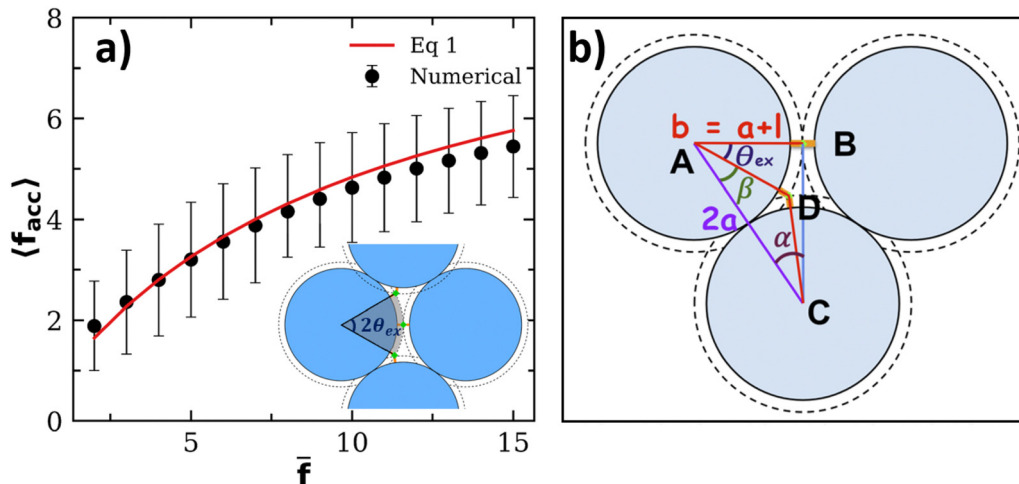 a)
8
6
4
2
0
⟨f_acc⟩
Eq 1
Numerical
2θ_ex
5
10
15
f̄
b)
b = a+l
A
B
θ_ex
β
2a
D
α
C